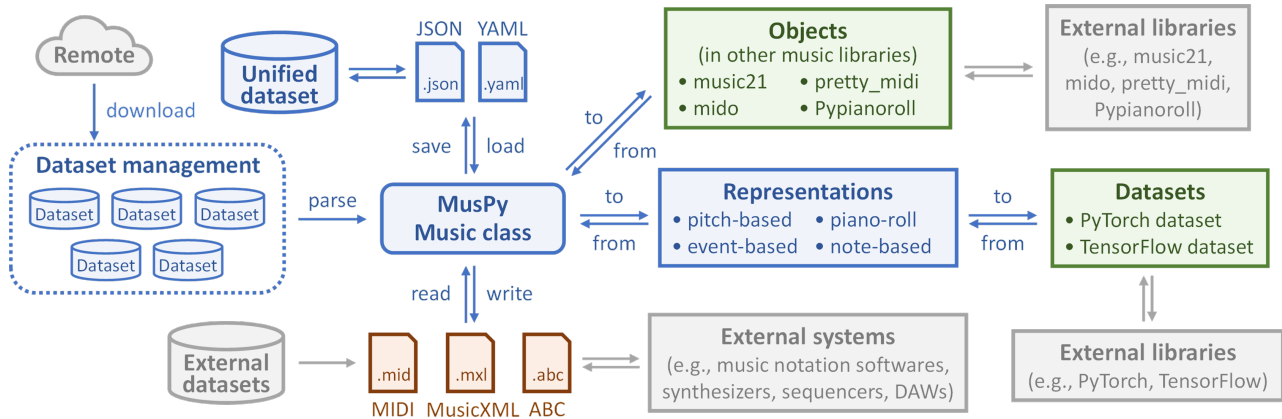 Remote
download
Dataset management
Dataset
Dataset
Dataset
Dataset
Dataset
parse
Unified
dataset
JSON
YAML
.json
.yaml
save
load
MusPy
Music class
read
write
External
datasets
.mid
.mxl
.abc
MIDI
MusicXML
ABC
to
from
Objects
(in other music libraries)
• music21
• pretty_midi
• mido
• Pypianoroll
External libraries
(e.g., music21,
mido, pretty_midi,
Pypianoroll)
to
from
Representations
• pitch-based
• piano-roll
• event-based
• note-based
to
from
Datasets
• PyTorch dataset
• TensorFlow dataset
External systems
(e.g., music notation softwares,
synthesizers, sequencers, DAWs)
External libraries
(e.g., PyTorch, TensorFlow)